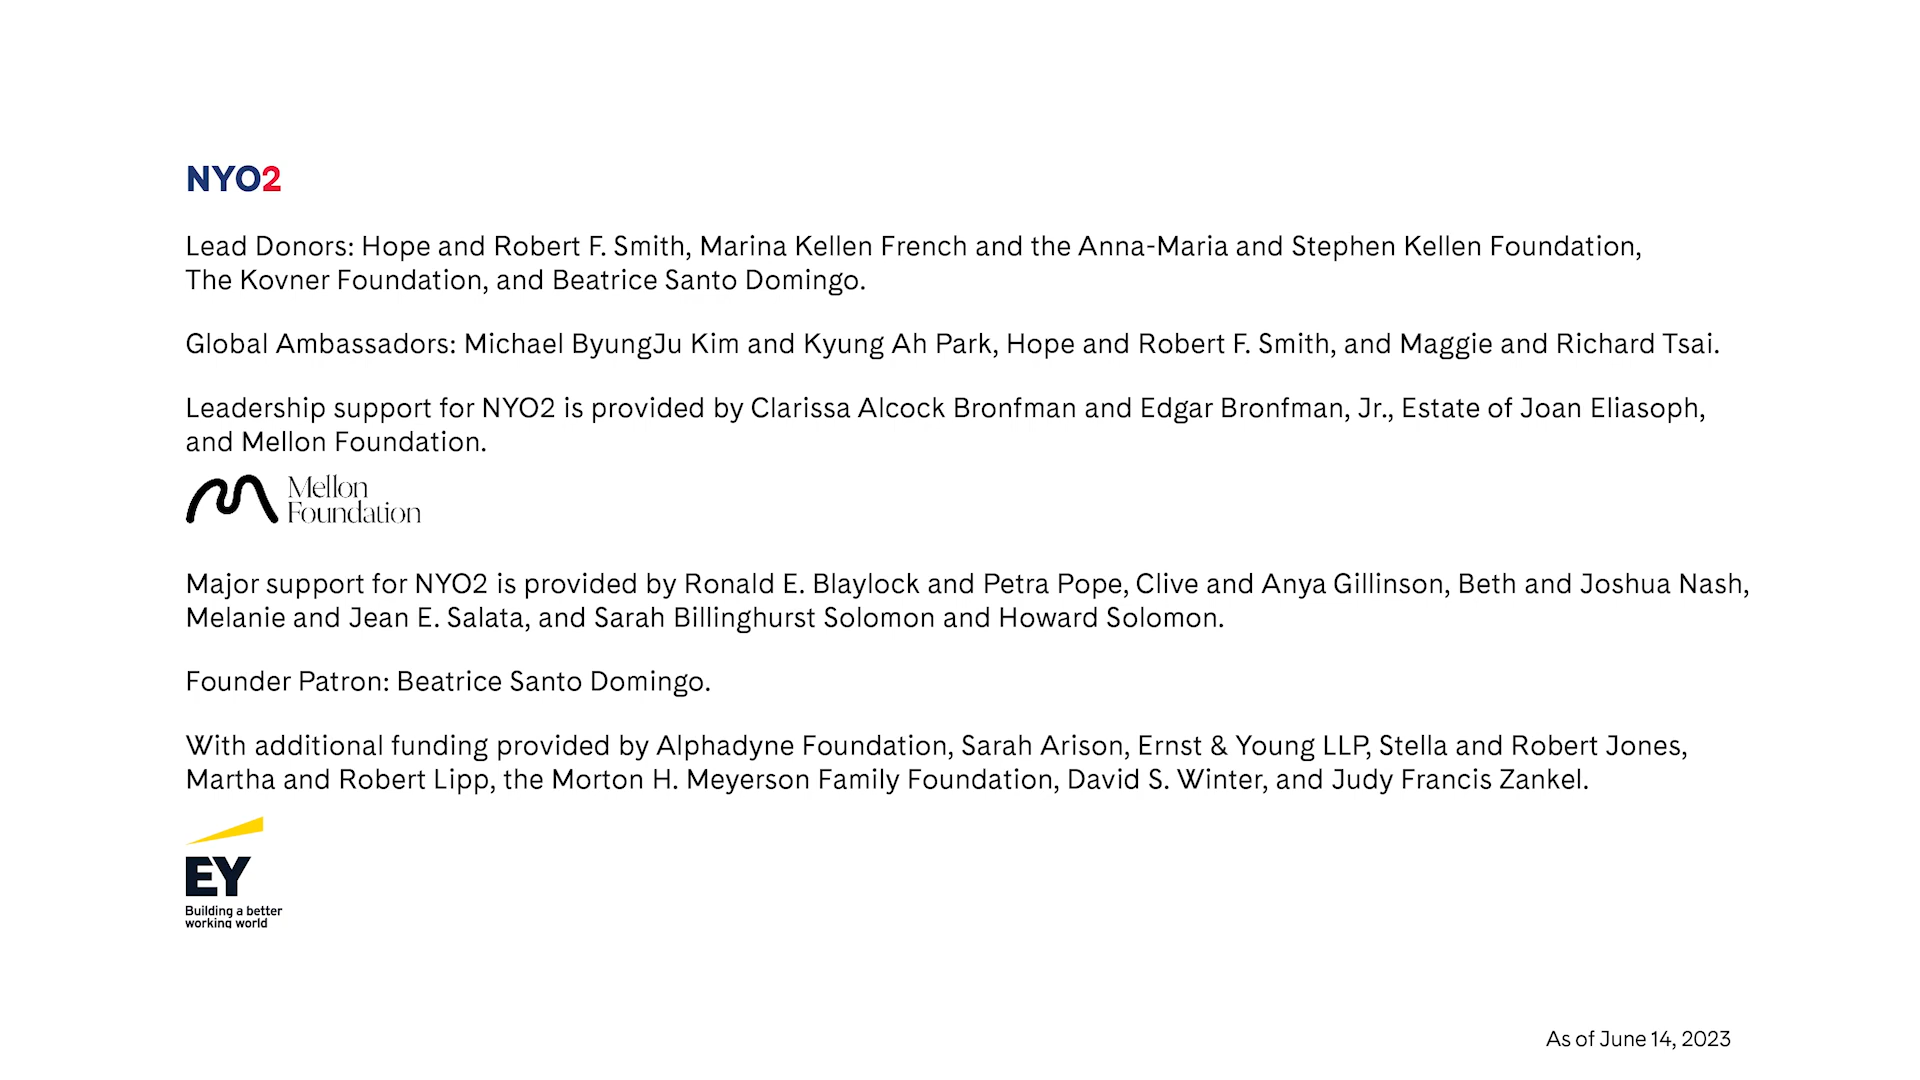 NYO2
Lead Donors: Hope and Robert F. Smith, Marina Kellen French and the Anna-Maria and Stephen Kellen Foundation,
The Kovner Foundation, and Beatrice Santo Domingo.
Global Ambassadors: Michael ByungJu Kim and Kyung Ah Park, Hope and Robert F. Smith, and Maggie and Richard Tsai.
Leadership support for NYO2 is provided by Clarissa Alcock Bronfman and Edgar Bronfman, Jr., Estate of Joan Eliasoph,
and Mellon Foundation.
Mellon
Foundation
Major support for NYO2 is provided by Ronald E. Blaylock and Petra Pope, Clive and Anya Gillinson, Beth and Joshua Nash,
Melanie and Jean E. Salata, and Sarah Billinghurst Solomon and Howard Solomon.
Founder Patron: Beatrice Santo Domingo.
With additional funding provided by Alphadyne Foundation, Sarah Arison, Ernst & Young LLP, Stella and Robert Jones,
Martha and Robert Lipp, the Morton H. Meyerson Family Foundation, David S. Winter, and Judy Francis Zankel.
EY
Building a better
working world
As of June 14, 2023